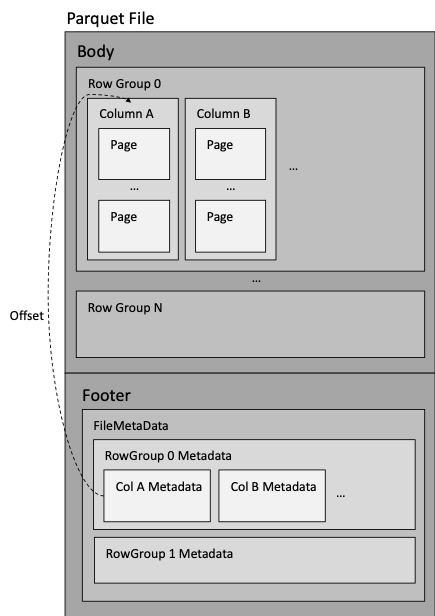 Parquet File
Body
Row Group 0
Column A
Column B
Page
Page
...
...
...
Page
Page
...
Row Group N
Offset
Footer
FileMetaData
RowGroup 0 Metadata
Col A Metadata
Col B Metadata
...
RowGroup 1 Metadata